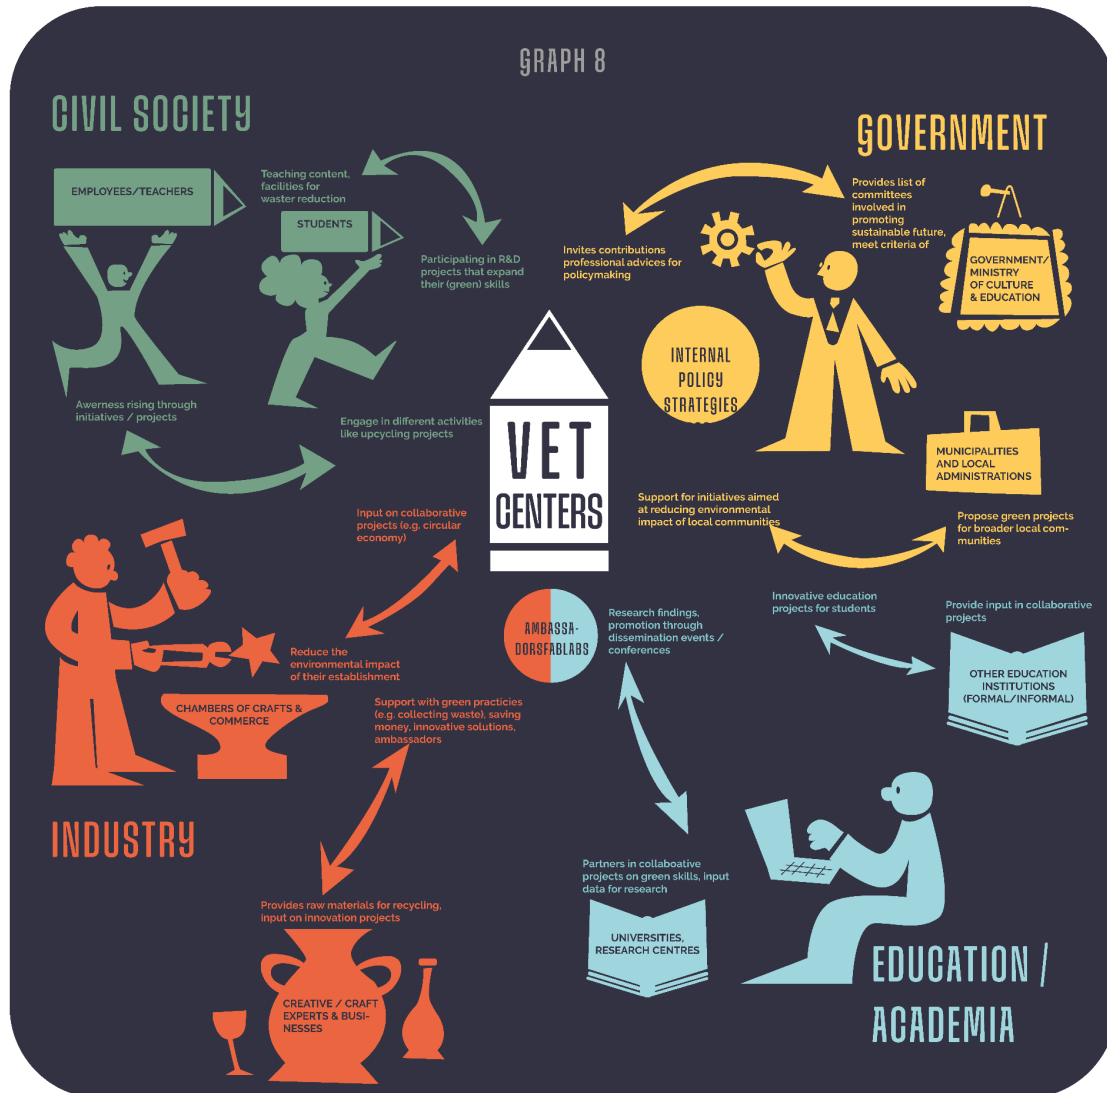 GRAPH 8
CIVIL SOCIETY
EMPLOYEES/TEACHERS
Teaching content,
facilities for
waster reduction
STUDENTS
Participating in R&D
projects that expand
their (green) skills
Awerness rising through
initiatives / projects
Engage in different activities
like upcycling projects
GOVERNMENT
Provides list of
committees
involved in
promoting
sustainable future,
meet criteria of
Invites contributions
professional advices for
policymaking
GOVERNMENT/
MINISTRY
OF CULTURE
& EDUCATION
INTERNAL
POLICY
STRATEGIES
MUNICIPALITIES
AND LOCAL
ADMINISTRATIONS
Support for initiatives aimed
at reducing environmental
impact of local communities
Propose green projects
for broader local com-
munities
VET
CENTERS
AMBASSA-
DORSFABLABS
Input on collaborative
projects (e.g. circular
economy)
Reduce the
environmental impact
of their establishment
CHAMBERS OF CRAFTS &
COMMERCE
Support with green practicies
(e.g. collecting waste), saving
money, innovative solutions,
ambassadors
INDUSTRY
Provides raw materials for recycling,
input on innovation projects
CREATIVE / CRAFT
EXPERTS & BUSI-
NESSES
Research findings,
promotion through
dissemination events /
conferences
Innovative education
projects for students
Provide input in collaborative
projects
OTHER EDUCATION
INSTITUTIONS
(FORMAL/INFORMAL)
Partners in collaboative
projects on green skills, input
data for research
UNIVERSITIES,
RESEARCH CENTRES
EDUCATION /
ACADEMIA